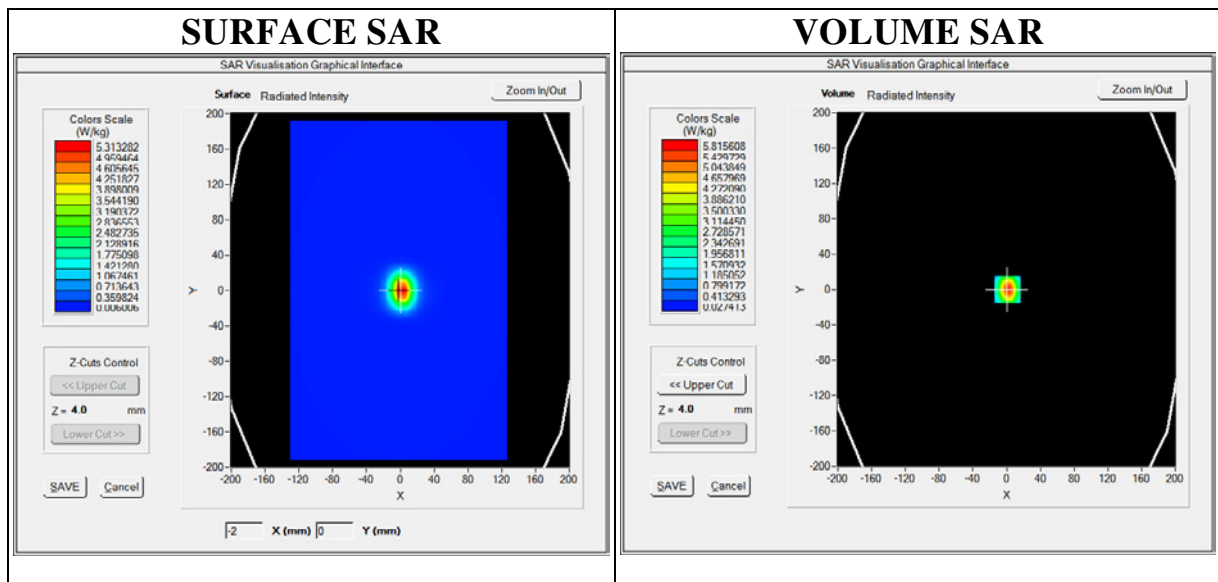 SURFACE SAR
SAR Visualisation Graphical Interface
Surface Radiated Intensity
Zoom In/Out
Colors Scale
(W/kg)
5.313282
4.959464
4.605645
4.251827
3.898009
3.544190
3.190372
2.836553
2.482735
2.128916
1.775098
1.421280
1.067461
0.713643
0.359824
0.006006
200
160
120
80
40
0
-40
-80
-120
-160
-200
Y
-200 -160 -120 -80 -40 0 40 80 120 160 200
X
Z-Cuts Control
<< Upper Cut
Z = 4.0 mm
Lower Cut >>
SAVE Cancel
-2 X (mm) 0 Y (mm)
VOLUME SAR
SAR Visualisation Graphical Interface
Volume Radiated Intensity
Zoom In/Out
Colors Scale
(W/kg)
5.815608
5.429729
5.043849
4.657969
4.272090
3.886210
3.500330
3.114450
2.728571
2.342691
1.956811
1.570932
1.185052
0.799172
0.413293
0.027413
200
160
120
80
40
0
-40
-80
-120
-160
-200
Y
-200 -160 -120 -80 -40 0 40 80 120 160 200
X
Z-Cuts Control
<< Upper Cut
Z = 4.0 mm
Lower Cut >>
SAVE Cancel